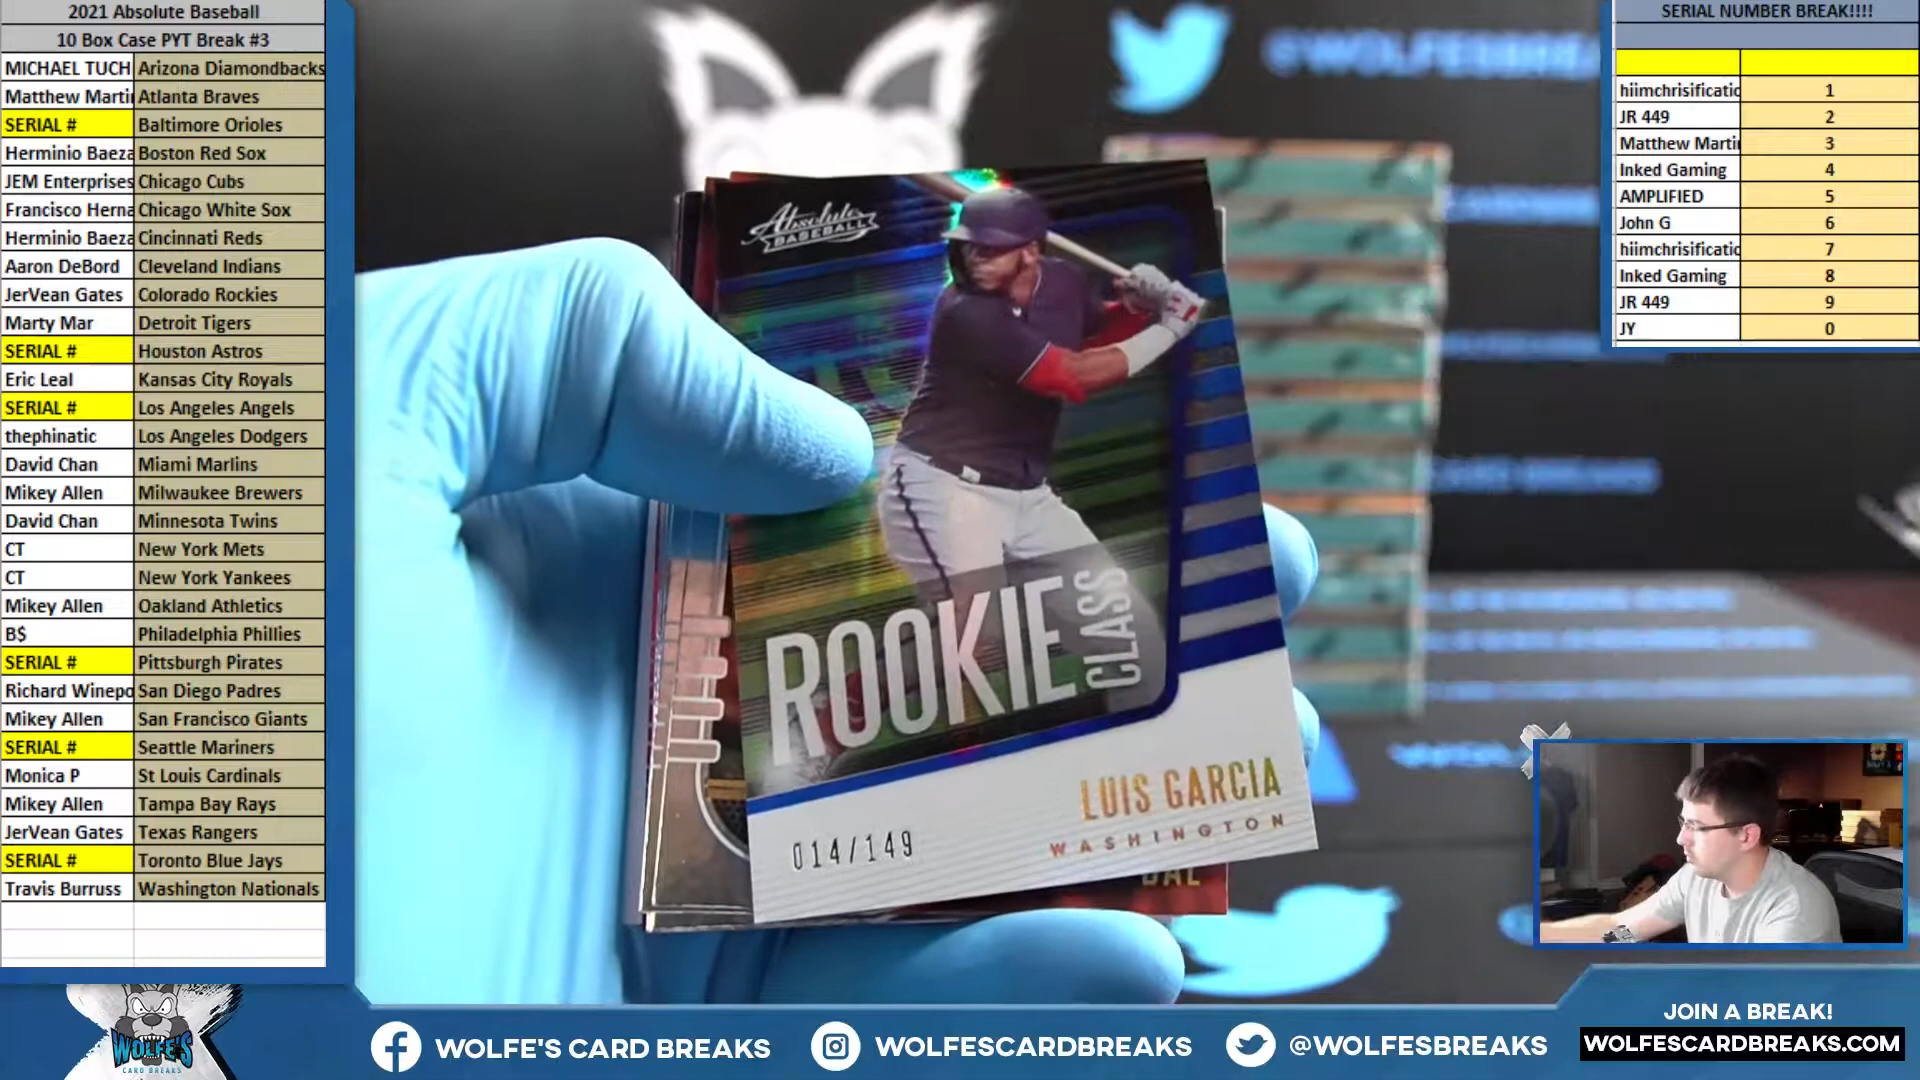 2021 Absolute Baseball
10 Box Case PYT Break #3
MICHAEL TUCH Arizona Diamondbacks
Matthew Marti Atlanta Braves
SERIAL # Baltimore Orioles
Herminio Baeza Boston Red Sox
JEM Enterprises Chicago Cubs
Francisco Herna Chicago White Sox
Herminio Baeza Cincinnati Reds
Aaron DeBord Cleveland Indians
JerVean Gates Colorado Rockies
Marty Mar Detroit Tigers
SERIAL # Houston Astros
Eric Leal Kansas City Royals
SERIAL # Los Angeles Angels
thephinatic Los Angeles Dodgers
David Chan Miami Marlins
Mikey Allen Milwaukee Brewers
David Chan Minnesota Twins
CT New York Mets
CT New York Yankees
Mikey Allen Oakland Athletics
B$ Philadelphia Phillies
SERIAL # Pittsburgh Pirates
Richard Winepo San Diego Padres
Mikey Allen San Francisco Giants
SERIAL # Seattle Mariners
Monica P St Louis Cardinals
Mikey Allen Tampa Bay Rays
JerVean Gates Texas Rangers
SERIAL # Toronto Blue Jays
Travis Burruss Washington Nationals
@WOLFESBREA
Absolute
BASEBALL
ROOKIE
CLASS
LUIS GARCIA
WASHINGTON
014/149
SERIAL NUMBER BREAK!!!!
hiimchrisificatio 1
JR 449 2
Matthew Marti 3
Inked Gaming 4
AMPLIFIED 5
John G 6
hiimchrisificatio 7
Inked Gaming 8
JR 449 9
JY 0
CARD BREAKS
WOLFE'S
CARD BREAKS
WOLFE'S CARD BREAKS
WOLFESCARDBREAKS
@WOLFESBREAKS
JOIN A BREAK!
WOLFESCARDBREAKS.COM